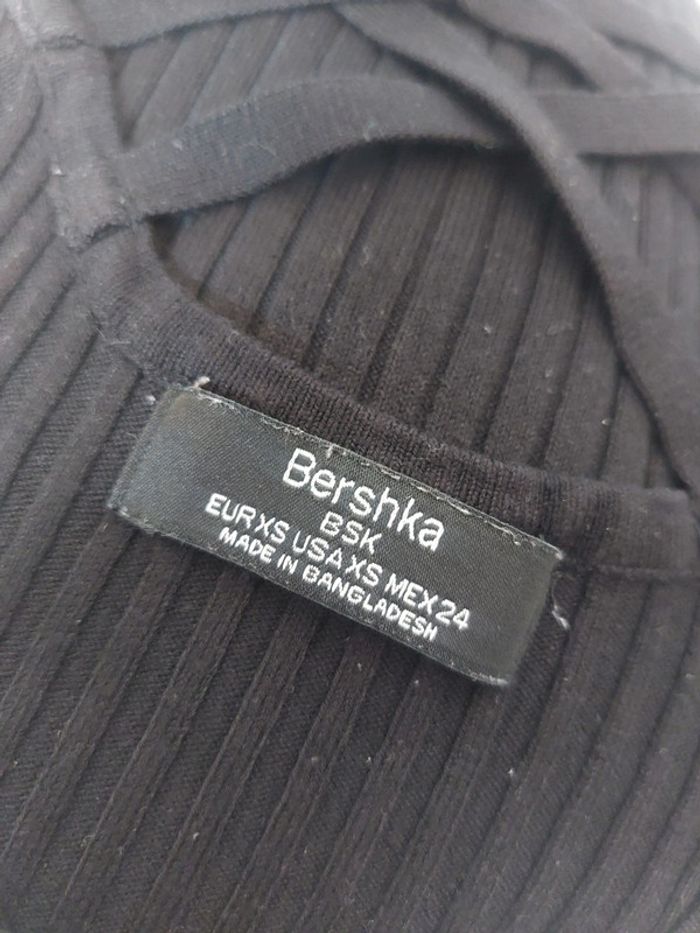 Bershka
BSK
EUR XS USA XS MEX 24
MADE IN BANGLADESH